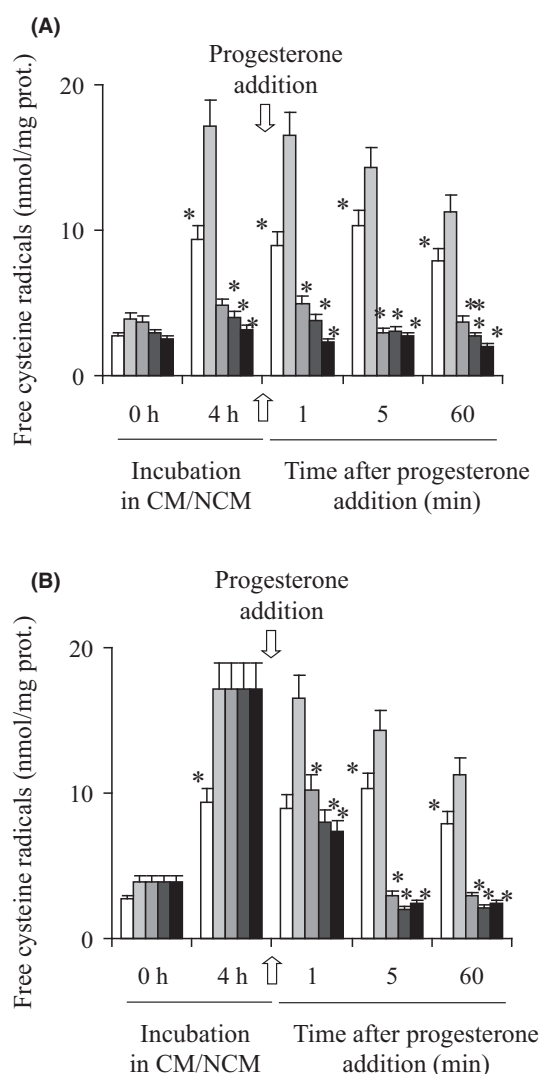 (A)
Progesterone
addition
Free cysteine radicals (nmol/mg prot.)
20
10
0
* * * * * * * * * * * * * * *
0 h 4 h 1 5 60
Incubation
in CM/NCM
Time after progesterone
addition (min)
(B)
Progesterone
addition
Free cysteine radicals (nmol/mg prot.)
20
10
0
* * * * * * * * * * * *
0 h 4 h 1 5 60
Incubation
in CM/NCM
Time after progesterone
addition (min)